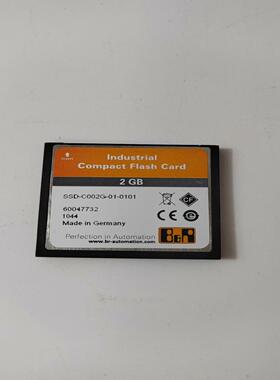 Industrial
Compact Flash Card
2 GB
SSD-C002G-01-0101
60047732
1044
Made in Germany
CF
CE
Perfection in Automation
www.br-automation.com
B&R